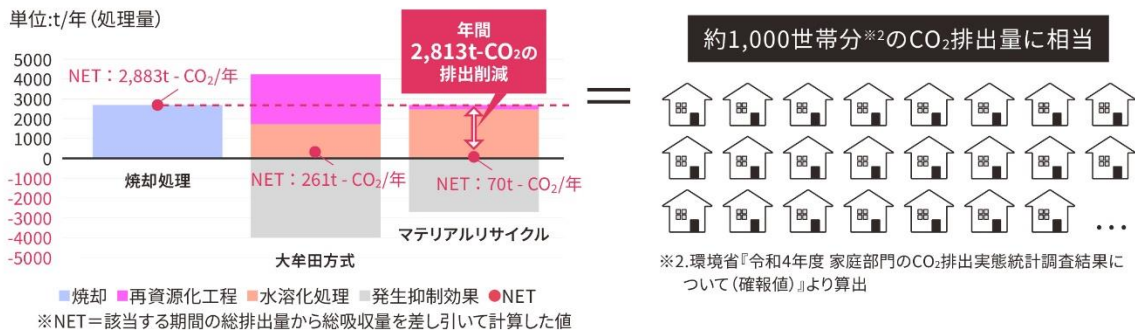 単位:t/年(処理量)
年間
2,813t-CO₂の
排出削減
約1,000世帯分※2のCO₂排出量に相当
5000
4000
3000
2000
1000
0
-1000
-2000
-3000
-4000
-5000
NET：2,883t - CO₂/年
NET：261t - CO₂/年
NET：70t - CO₂/年
焼却処理
大牟田方式
マテリアルリサイクル
=
...
焼却 再資源化工程 水溶化処理 発生抑制効果 NET
※NET＝該当する期間の総排出量から総吸収量を差し引いて計算した値
※2.環境省『令和4年度 家庭部門のCO₂排出実態統計調査結果に
ついて(確報値)』より算出